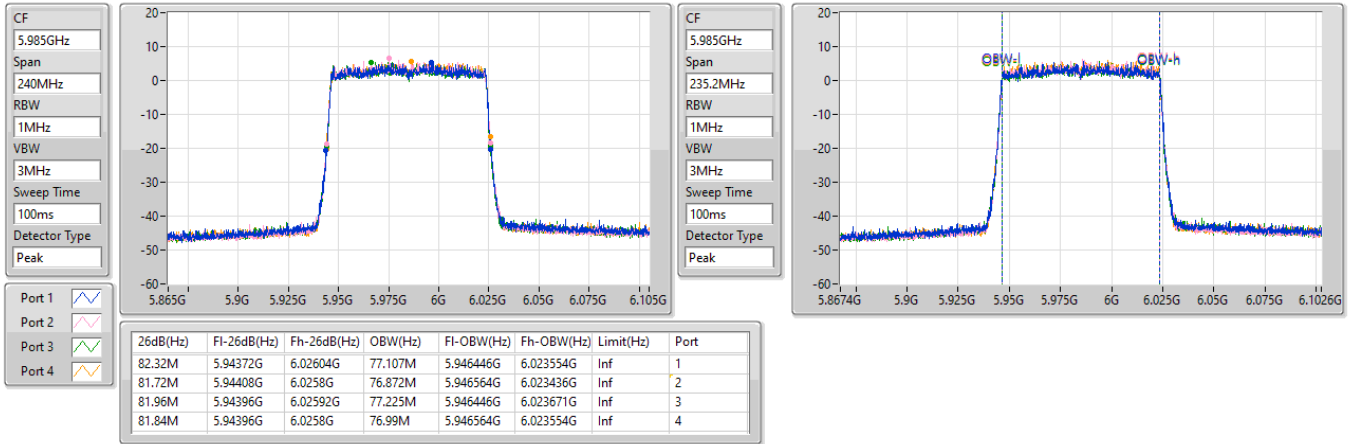 CF
5.985GHz
Span
240MHz
RBW
1MHz
VBW
3MHz
Sweep Time
100ms
Detector Type
Peak
20-
10-
0-
-10-
-20-
-30-
-40-
-50-
-60-
5.865G 5.9G 5.925G 5.95G 5.975G 6G 6.025G 6.05G 6.075G 6.105G
CF
5.985GHz
Span
235.2MHz
RBW
1MHz
VBW
3MHz
Sweep Time
100ms
Detector Type
Peak
20-
10-
0-
-10-
-20-
-30-
-40-
-50-
-60-
OBW-l OBW-h
5.8674G 5.9G 5.925G 5.95G 5.975G 6G 6.025G 6.05G 6.075G 6.1026G
Port 1
Port 2
Port 3
Port 4
26dB(Hz) Fl-26dB(Hz) Fh-26dB(Hz) OBW(Hz) Fl-OBW(Hz) Fh-OBW(Hz) Limit(Hz) Port
82.32M 5.94372G 6.02604G 77.107M 5.946446G 6.023554G Inf 1
81.72M 5.94408G 6.0258G 76.872M 5.946564G 6.023436G Inf 2
81.96M 5.94396G 6.02592G 77.225M 5.946446G 6.023671G Inf 3
81.84M 5.94396G 6.0258G 76.99M 5.946564G 6.023554G Inf 4